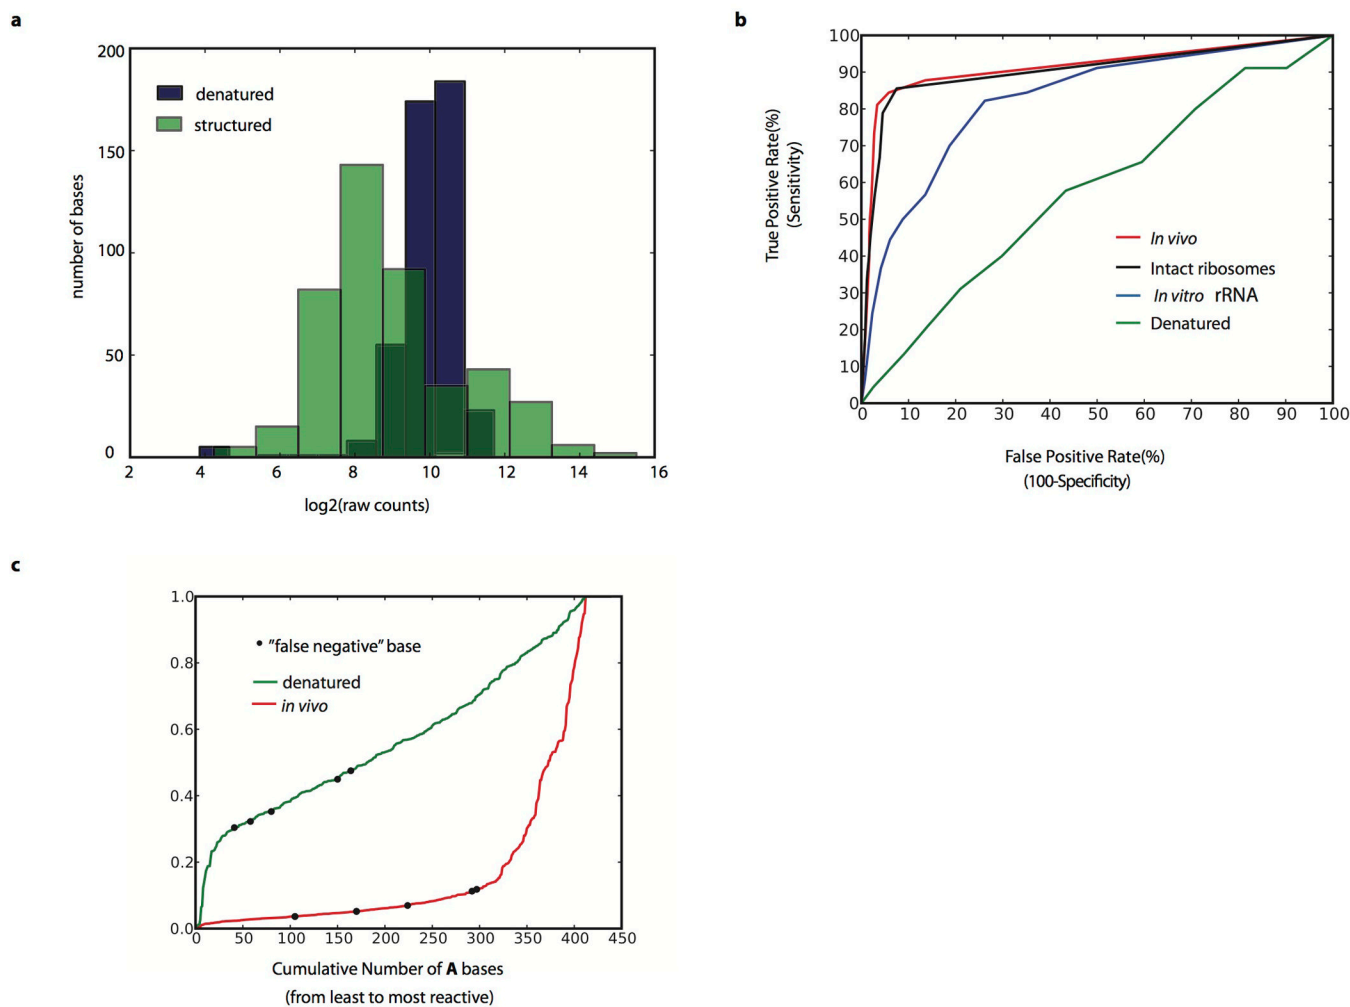 a
200
150
100
50
0
2 4 6 8 10 12 14 16
number of bases
denatured
structured
log2(raw counts)
b
100
90
80
70
60
50
40
30
20
10
0
0 10 20 30 40 50 60 70 80 90 100
True Positive Rate(%)
(Sensitivity)
In vivo
Intact ribosomes
In vitro rRNA
Denatured
False Positive Rate(%)
(100-Specificity)
c
1.0
0.8
0.6
0.4
0.2
0.0
0 50 100 150 200 250 300 350 400 450
"false negative" base
denatured
in vivo
Cumulative Number of A bases
(from least to most reactive)